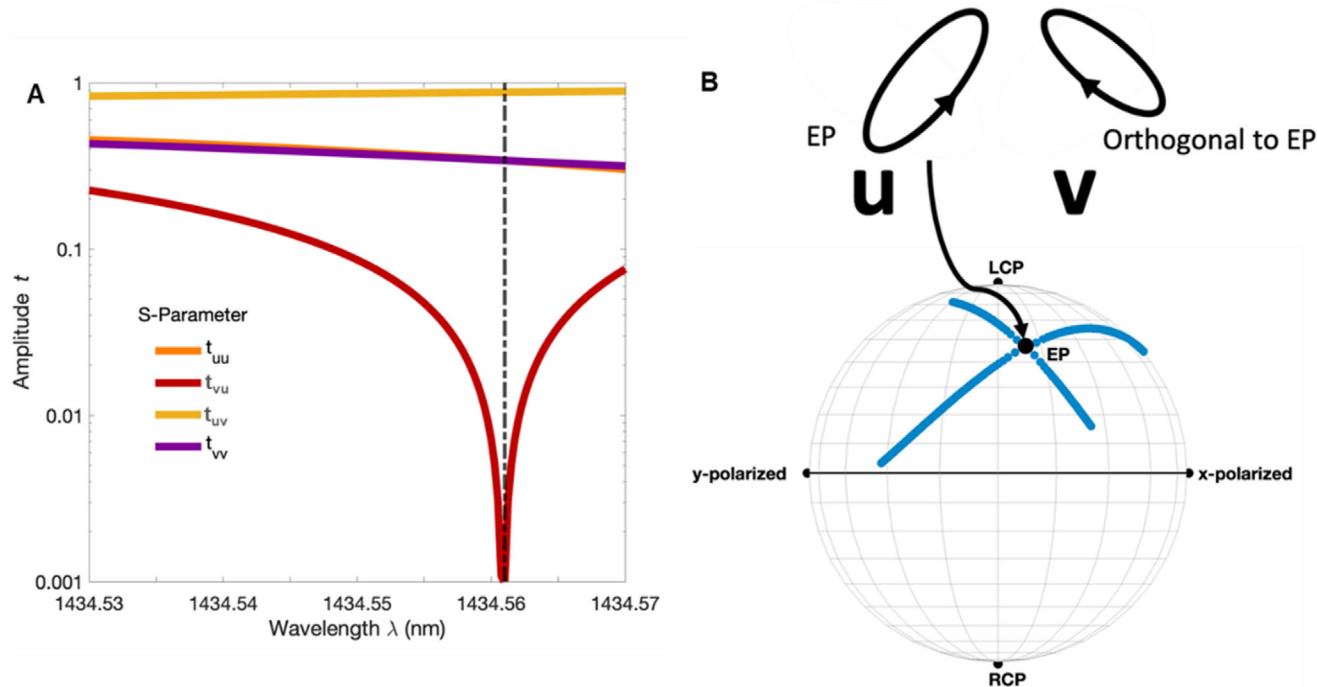 A
1
0.1
0.01
0.001
Amplitude t
S-Parameter
t_uu
t_vu
t_uv
t_vv
1434.53 1434.54 1434.55 1434.56 1434.57
Wavelength λ (nm)
B
EP
Orthogonal to EP
u v
LCP
EP
y-polarized x-polarized
RCP